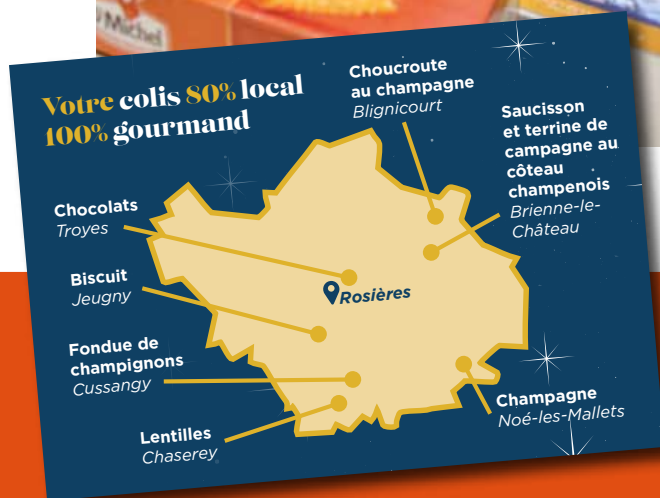 Michel
Votre colis 80% local
100% gourmand
Choucroute
au champagne
Blignicourt
Saucisson
et terrine de
campagne au
côteau
champenois
Brienne-le-
Château
Chocolats
Troyes
Biscuit
Jeugny
Rosières
Fondue de
champignons
Cussangy
Lentilles
Chaserey
Champagne
Noé-les-Mallets